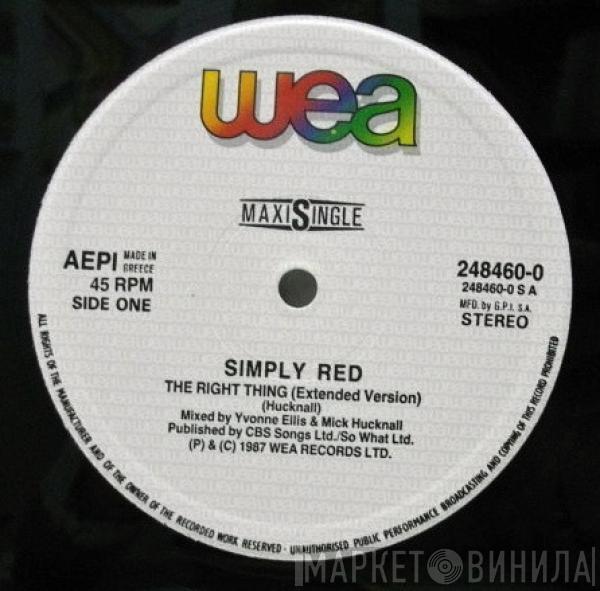 wea
MAXI SINGLE
AEPI MADE IN GREECE
45 RPM
SIDE ONE
248460-0
248460-0 S A
MFD. by G.P.I. S.A.
STEREO
SIMPLY RED
THE RIGHT THING (Extended Version)
(Hucknall)
Mixed by Yvonne Ellis & Mick Hucknall
Published by CBS Songs Ltd./So What Ltd.
(P) & (C) 1987 WEA RECORDS LTD.
ALL RIGHTS OF THE MANUFACTURER AND OF THE OWNER OF THE RECORDED WORK RESERVED - UNAUTHORISED PUBLIC PERFORMANCE BROADCASTING AND COPYING OF THIS RECORD PROHIBITED
МАРКЕТ ВИНИЛА